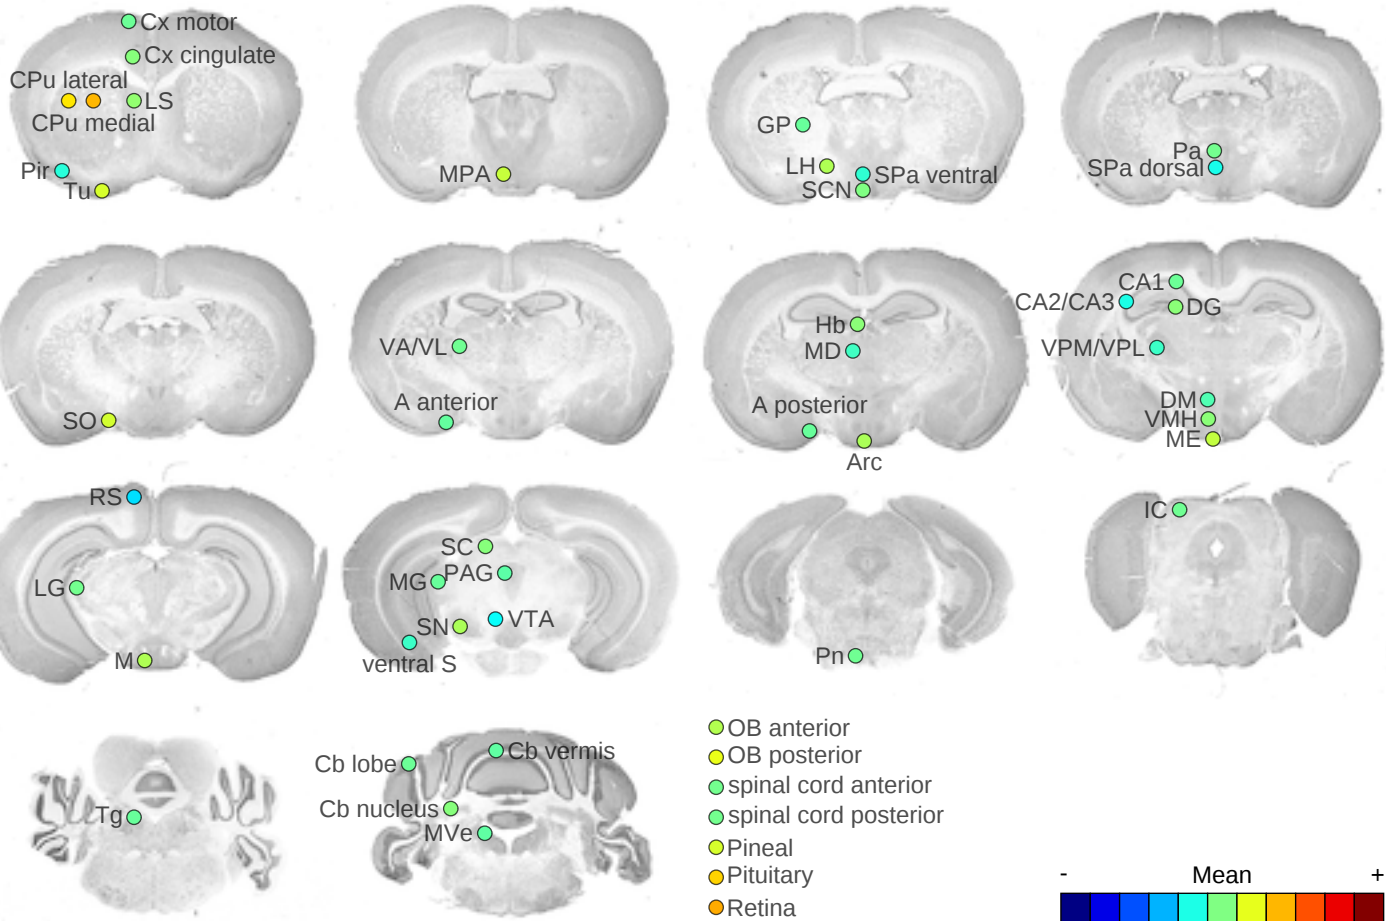 Cx motor
Cx cingulate
CPu lateral
LS
CPu medial
Pir
Tu
MPA
GP
LH
SPa ventral
SCN
Pa
SPa dorsal
SO
VA/VL
A anterior
Hb
MD
A posterior
Arc
CA1
CA2/CA3
DG
VPM/VPL
DM
VMH
ME
RS
LG
M
SC
MG
PAG
SN
VTA
ventral S
Pn
IC
Tg
Cb lobe
Cb vermis
Cb nucleus
MVe
OB anterior
OB posterior
spinal cord anterior
spinal cord posterior
Pineal
Pituitary
Retina
- Mean +